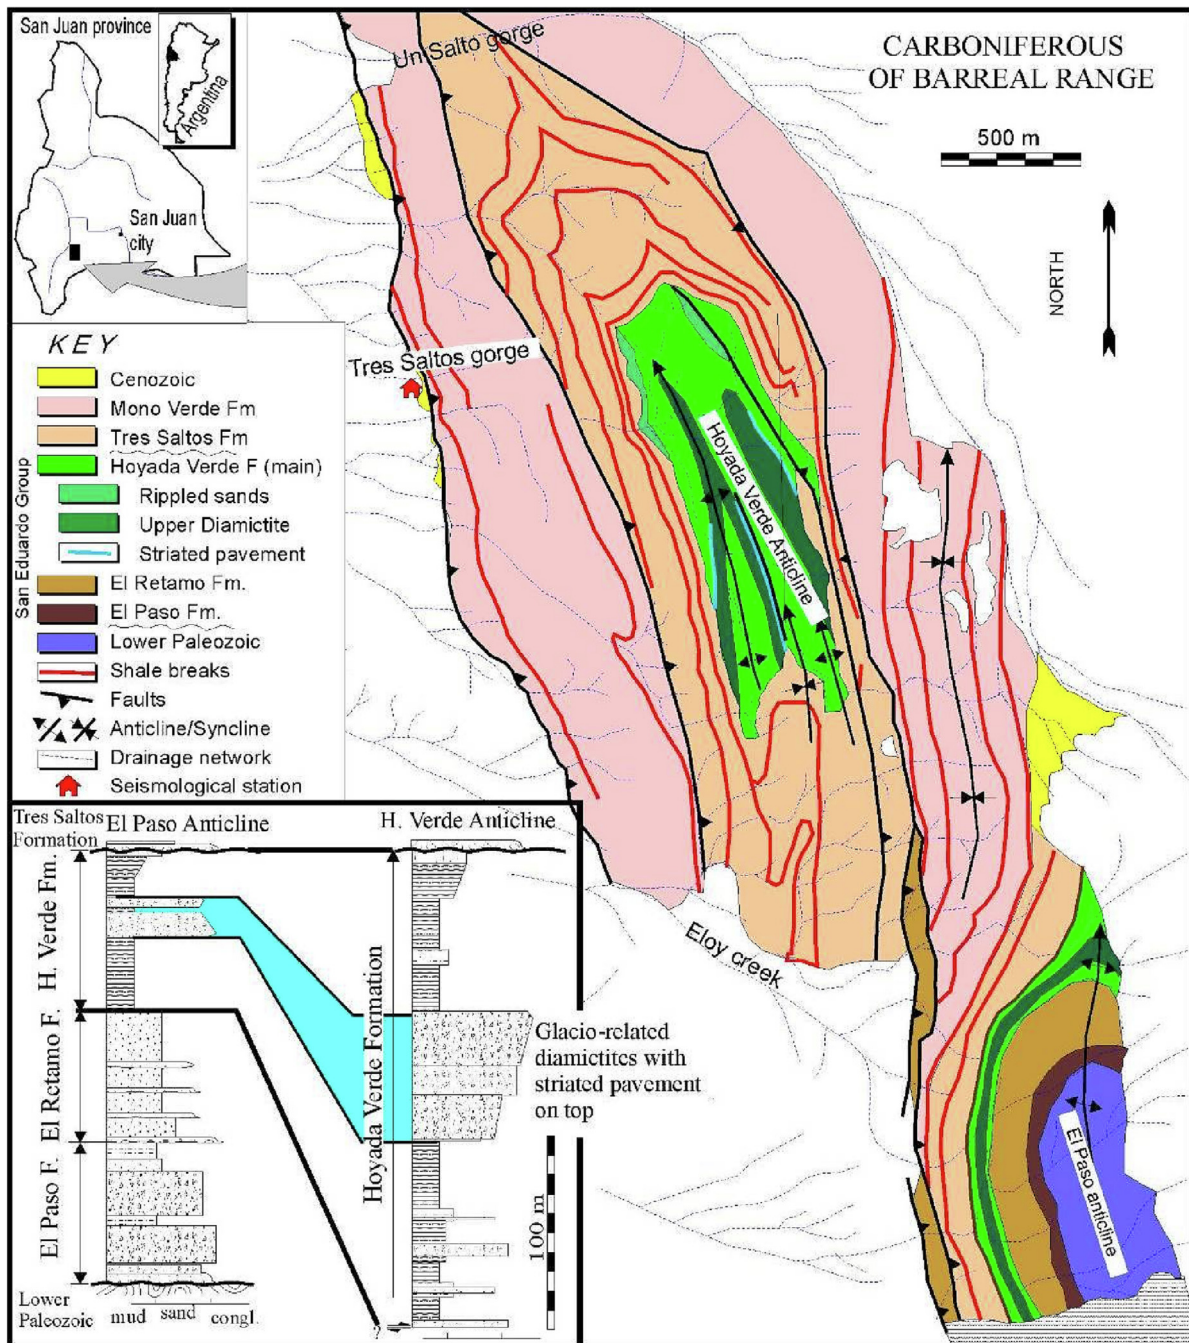 San Juan province
Argentina
San Juan
city
CARBONIFEROUS
OF BARREAL RANGE
500 m
NORTH
Un Salto gorge
Tres Saltos gorge
Hoyada Verde Anticline
Eloy creek
El Paso anticline
KEY
Cenozoic
Mono Verde Fm
Tres Saltos Fm
Hoyada Verde F (main)
Rippled sands
Upper Diamictite
Striated pavement
El Retamo Fm.
El Paso Fm.
Lower Paleozoic
Shale breaks
Faults
Anticline/Syncline
Drainage network
Seismological station
San Eduardo Group
Tres Saltos
Formation
El Paso Anticline
H. Verde Anticline
H. Verde Fm.
El Retamo F.
El Paso F.
Hoyada Verde Formation
Glacio-related
diamictites with
striated pavement
on top
100 m
Lower
Paleozoic
mud sand congl.
?